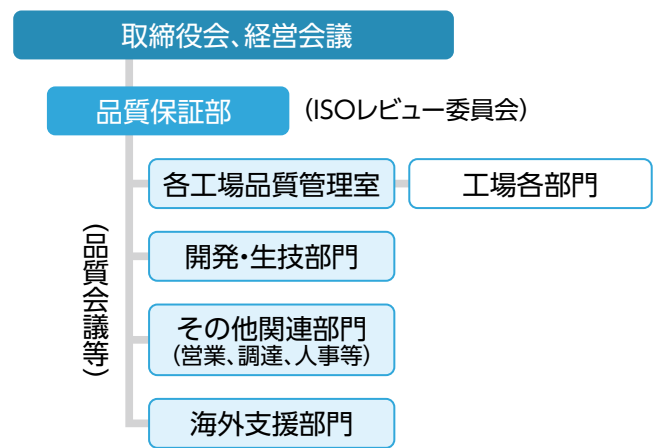 取締役会、経営会議
品質保証部
(ISOレビュー委員会)
各工場品質管理室
工場各部門
開発・生技部門
その他関連部門
(営業、調達、人事等)
海外支援部門
(品質会議等)